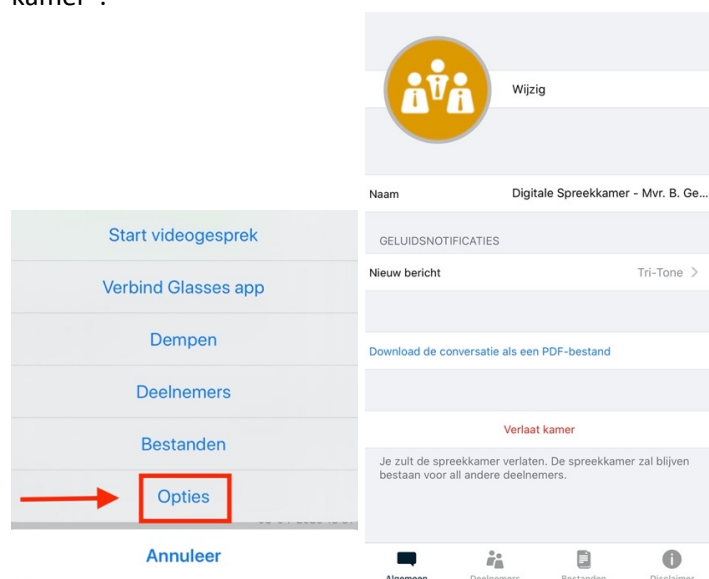 kamer".
Start videogesprek
Verbind Glasses app
Dempen
Deelnemers
Bestanden
Opties
Annuleer
Wijzig
Naam Digitale Spreekkamer - Mvr. B. Ge...
GELUIDSNOTIFICATIES
Nieuw bericht Tri-Tone >
Download de conversatie als een PDF-bestand
Verlaat kamer
Je zult de spreekkamer verlaten. De spreekkamer zal blijven
bestaan voor all andere deelnemers.
Algemeen Deelnemers Bestanden Disclaimer